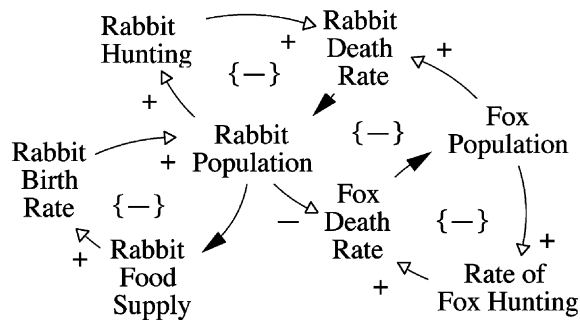 Rabbit
Hunting
+
Rabbit
Death
Rate
+
{—}
+
Rabbit
Population
{—}
Fox
Population
Rabbit
Birth
Rate
+
{—}
−
Fox
Death
Rate
{—}
+
+
Rabbit
Food
Supply
+
Rate of
Fox Hunting